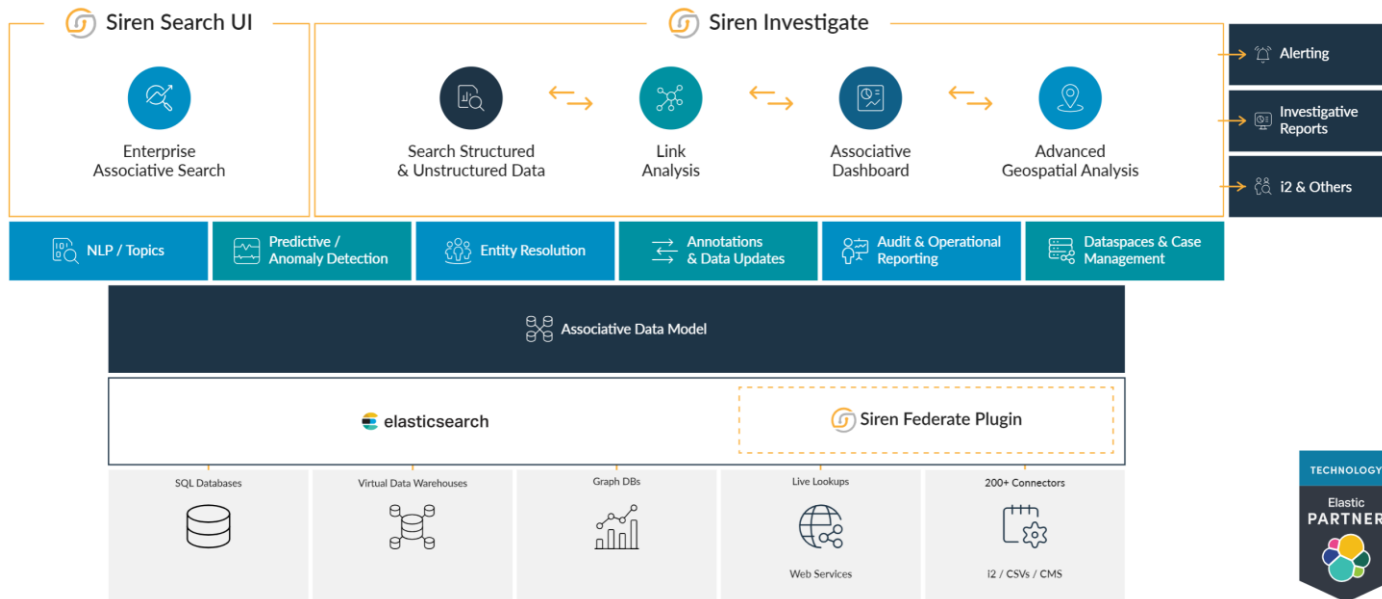 Siren Search UI
Enterprise
Associative Search
Siren Investigate
Search Structured
& Unstructured Data
Link
Analysis
Associative
Dashboard
Advanced
Geospatial Analysis
Alerting
Investigative
Reports
i2 & Others
NLP / Topics
Predictive /
Anomaly Detection
Entity Resolution
Annotations
& Data Updates
Audit & Operational
Reporting
Dataspaces & Case
Management
Associative Data Model
elasticsearch
Siren Federate Plugin
SQL Databases
Virtual Data Warehouses
Graph DBs
Live Lookups
Web Services
200+ Connectors
i2 / CSVs / CMS
TECHNOLOGY
Elastic
PARTNER